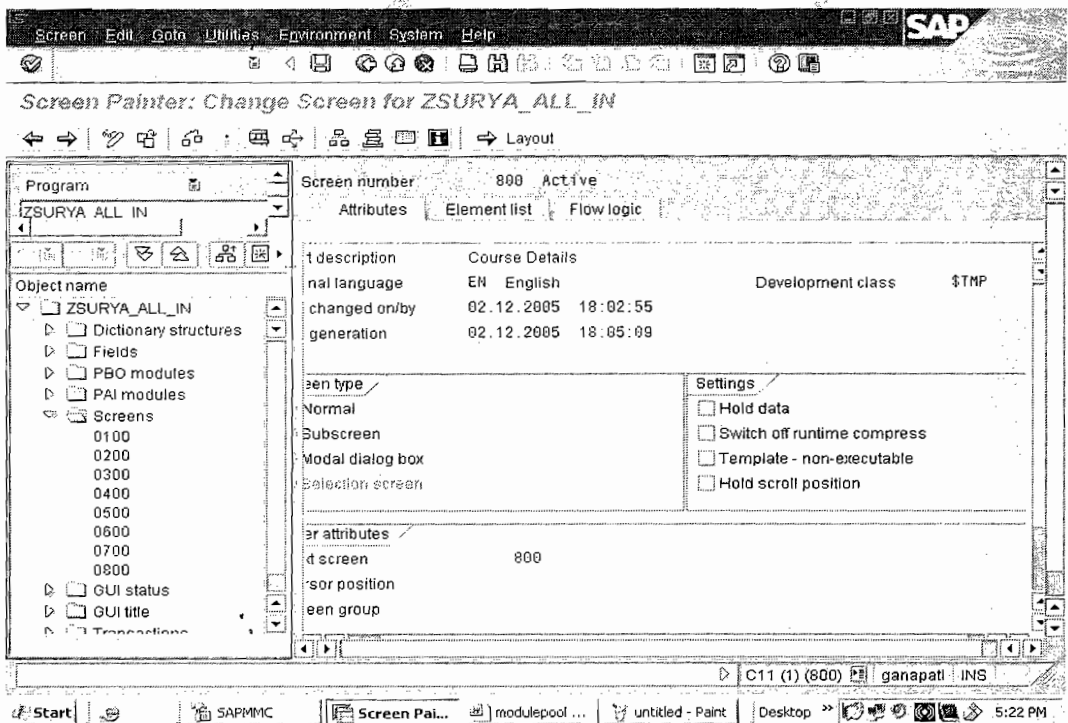 Screen Edit Goto Utilities Environment System Help
SAP
Screen Painter: Change Screen for ZSURYA_ALL_IN
Layout
Program
ZSURYA_ALL_IN
Object name
ZSURYA_ALL_IN
Dictionary structures
Fields
PBO modules
PAI modules
Screens
0100
0200
0300
0400
0500
0600
0700
0800
GUI status
GUI title
Transactions
Screen number 800 Active
Attributes Element list Flow logic
t description Course Details
nal language EN English Development class $TMP
changed on/by 02.12.2005 18:02:55
generation 02.12.2005 18:05:09
een type
Normal
Subscreen
Modal dialog box
Selection screen
Settings
Hold data
Switch off runtime compress
Template - non-executable
Hold scroll position
er attributes
xt screen 800
rsor position
een group
C11 (1) (800) ganapati INS
Start SAPMMC Screen Pai... modulepool ... untitled - Paint Desktop » 5:22 PM